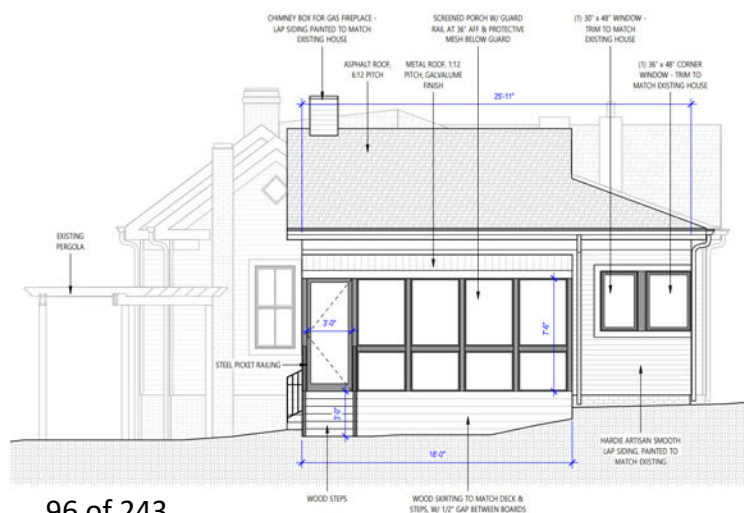 CHIMNEY BOX FOR GAS FIREPLACE -
LAP SIDING PAINTED TO MATCH
EXISTING HOUSE
SCREENED PORCH W/ GUARD
RAIL AT 36" AFF & PROTECTIVE
MESH BELOW GUARD
(1) 30" x 48" WINDOW -
TRIM TO MATCH
EXISTING HOUSE
ASPHALT ROOF,
6:12 PITCH
METAL ROOF, 1:12
PITCH, GALVALUME
FINISH
(1) 36" x 48" CORNER
WINDOW - TRIM TO
MATCH EXISTING HOUSE
25'-11"
EXISTING
PERGOLA
3'-0"
7'-6"
STEEL PICKET RAILING
3'-0"
HARDIE ARTISAN SMOOTH
LAP SIDING, PAINTED TO
MATCH EXISTING
18'-0"
WOOD STEPS
WOOD SKIRTING TO MATCH DECK &
STEPS, W/ 1/2" GAP BETWEEN BOARDS
96 of 243